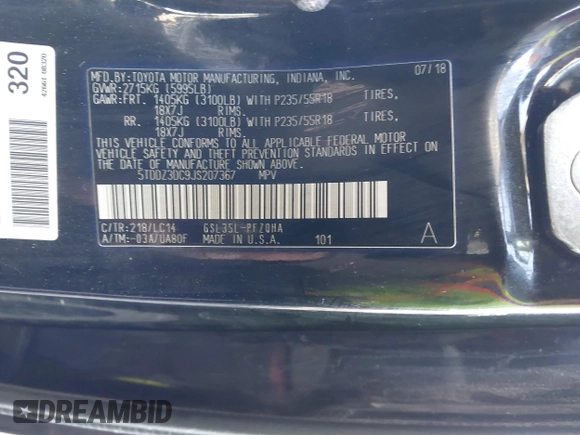 320
42661-08320
MFD. BY: TOYOTA MOTOR MANUFACTURING, INDIANA, INC. 07/18
GVWR: 2715KG (5995LB)
GAWR: FRT. 1405KG (3100LB) WITH P235/55R18 TIRES,
18X7J RIMS.
RR. 1405KG (3100LB) WITH P235/55R18 TIRES,
18X7J RIMS.
THIS VEHICLE CONFORMS TO ALL APPLICABLE FEDERAL MOTOR
VEHICLE SAFETY AND THEFT PREVENTION STANDARDS IN EFFECT ON
THE DATE OF MANUFACTURE SHOWN ABOVE.
5TDDZ3DC9JS207367 MPV
C/TR: 218/LC14 GSL35L-PFZQHA
A/TM: -03A/UA80F MADE IN U.S.A. 101 A
DREAMBID